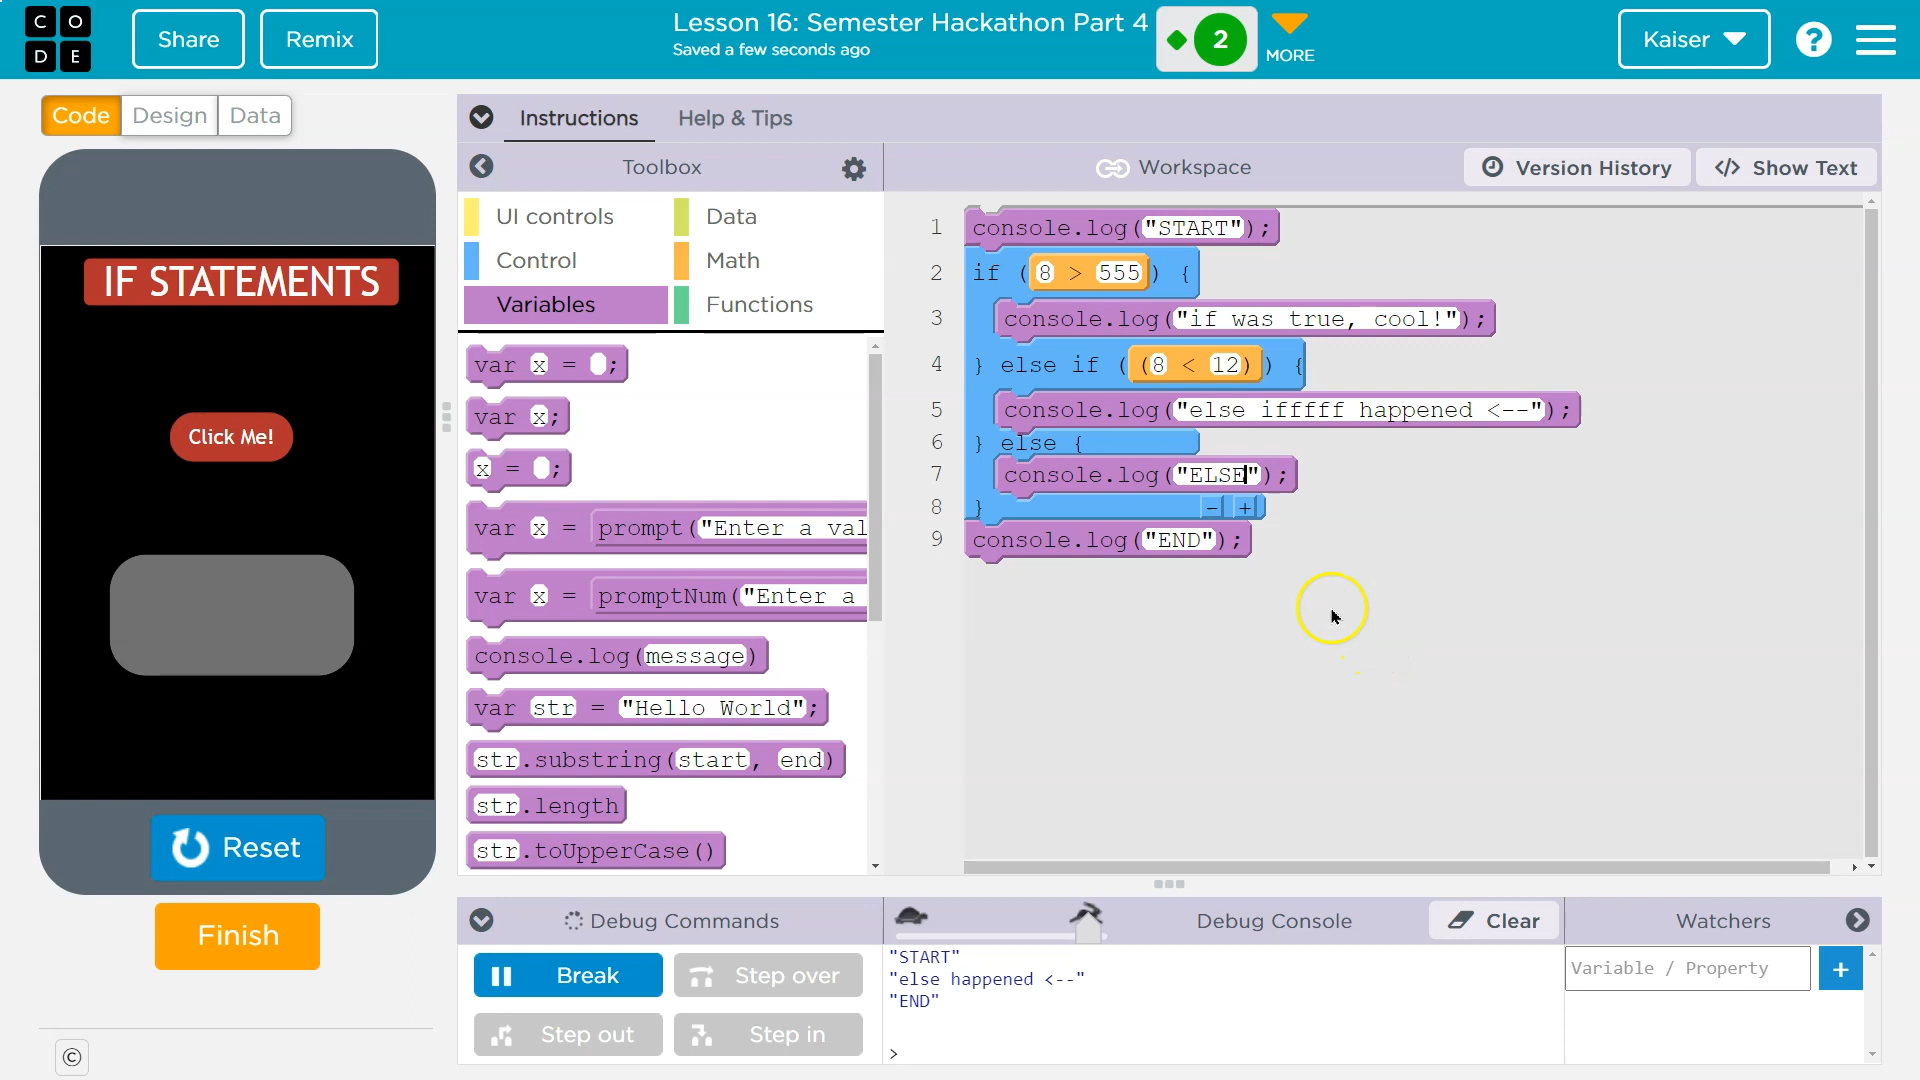 CODE
Share
Remix
Lesson 16: Semester Hackathon Part 4
Saved a few seconds ago
2
MORE
Kaiser
?
Code
Design
Data
Instructions
Help & Tips
Toolbox
Workspace
Version History
</> Show Text
UI controls
Data
Control
Math
Variables
Functions
var x = ;
var x;
x = ;
var x = prompt("Enter a val
var x = promptNum("Enter a
console.log(message)
var str = "Hello World";
str.substring(start, end)
str.length
str.toUpperCase()
1 console.log("START");
2 if (8 > 555) {
3 console.log("if was true, cool!");
4 } else if ((8 < 12)) {
5 console.log("else ifffff happened <--");
6 } else {
7 console.log("ELSE");
8 } - +
9 console.log("END");
IF STATEMENTS
Click Me!
Reset
Finish
©
Debug Commands
Break
Step over
Step out
Step in
Debug Console
Clear
"START"
"else happened <--"
"END"
>
Watchers
Variable / Property
+